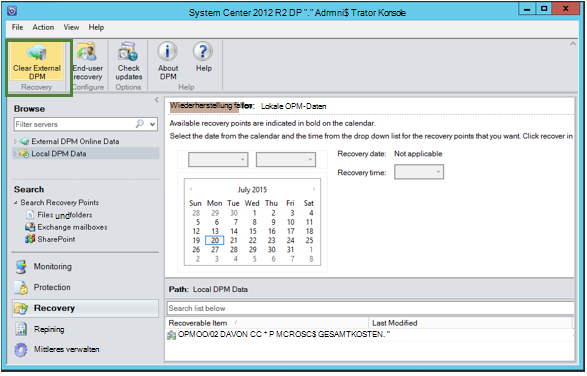 System Center 2012 R2 DP "." Adrmni$ Trator Konsole
File Action View Help
Clear External DPM
End-user recovery
Check updates
About DPM
Help
Recovery Configure Options Help
Browse
Filter servers
External DPM Online Data
Local DPM Data
Search
Search Recovery Points
Files undfolders
Exchange mailboxes
SharePoint
Monitoring
Protection
Recovery
Repining
Mittleres verwalten
Wiederherstellung fallsfor: Lokale OPM-Daten
Available recovery points are indicated in bold on the calendar.
Select the date from the calendar and the time from the drop down list for the recovery points that you want. Click recover in
Recovery date: Not applicable
Recovery time:
July 2015
Sun Mon Tue Wed Thu Fri Sat
28 29 30 1 2 3 4
5 6 7 8 9 10 11
12 13 14 15 16 17 18
19 20 21 22 23 24 25
26 27 28 29 30 31 1
2 3 4 5 6 7 8
Path: Local DPM Data
Search list below
Recoverable Item / Last Modified
OPMOO/02 DAVON CC * P MCROSC$ GESAMTKOSTEN. "